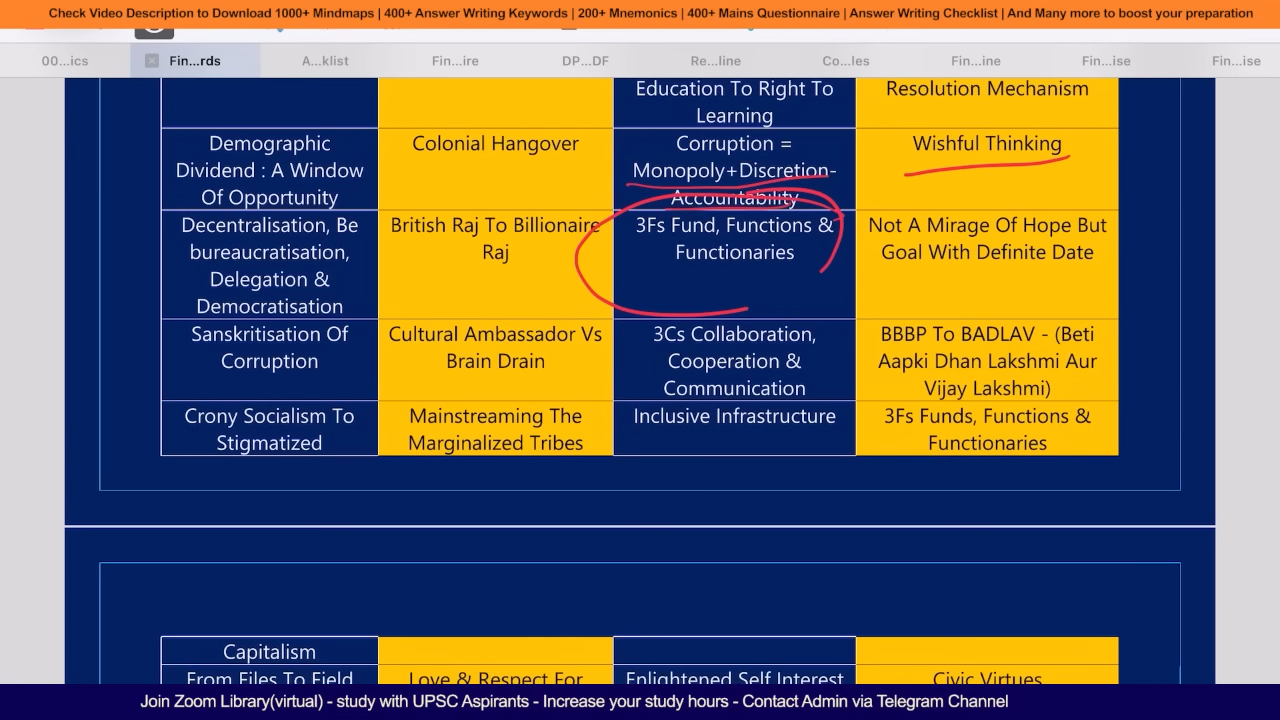 Check Video Description to Download 1000+ Mindmaps | 400+ Answer Writing Keywords | 200+ Mnemonics | 400+ Mains Questionnaire | Answer Writing Checklist | And Many more to boost your preparation
00...ics
Fin...rds
A...klist
Fin...ire
DP...DF
Re...line
Co...les
Fin...ine
Fin...ise
Fin...ise
Education To Right To
Learning
Resolution Mechanism
Demographic
Dividend : A Window
Of Opportunity
Colonial Hangover
Corruption =
Monopoly+Discretion-
Accountability
Wishful Thinking
Decentralisation, Be
bureaucratisation,
Delegation &
Democratisation
British Raj To Billionaire
Raj
3Fs Fund, Functions &
Functionaries
Not A Mirage Of Hope But
Goal With Definite Date
Sanskritisation Of
Corruption
Cultural Ambassador Vs
Brain Drain
3Cs Collaboration,
Cooperation &
Communication
BBBP To BADLAV - (Beti
Aapki Dhan Lakshmi Aur
Vijay Lakshmi)
Crony Socialism To
Stigmatized
Mainstreaming The
Marginalized Tribes
Inclusive Infrastructure
3Fs Funds, Functions &
Functionaries
Capitalism
From Files To Field
Love & Respect For
Enlightened Self Interest
Civic Virtues
Join Zoom Library(virtual) - study with UPSC Aspirants - Increase your study hours - Contact Admin via Telegram Channel